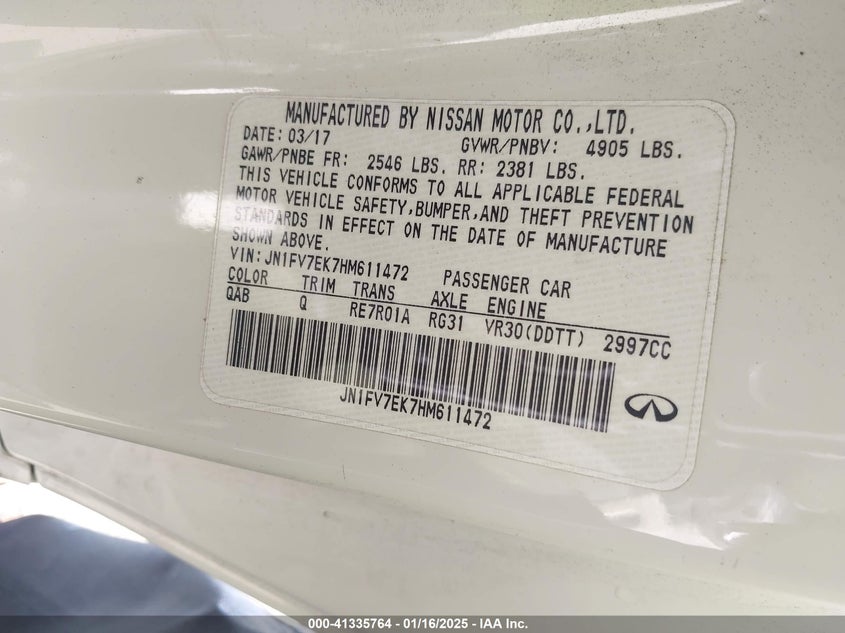 MANUFACTURED BY NISSAN MOTOR CO.,LTD.
DATE: 03/17 GVWR/PNBV: 4905 LBS.
GAWR/PNBE FR: 2546 LBS. RR: 2381 LBS.
THIS VEHICLE CONFORMS TO ALL APPLICABLE FEDERAL
MOTOR VEHICLE SAFETY,BUMPER,AND THEFT PREVENTION
STANDARDS IN EFFECT ON THE DATE OF MANUFACTURE
SHOWN ABOVE.
VIN: JN1FV7EK7HM611472 PASSENGER CAR
COLOR TRIM TRANS AXLE ENGINE
QAB Q RE7R01A RG31 VR30(DDTT) 2997CC
JN1FV7EK7HM611472
000-41335764 - 01/16/2025 - IAA Inc.